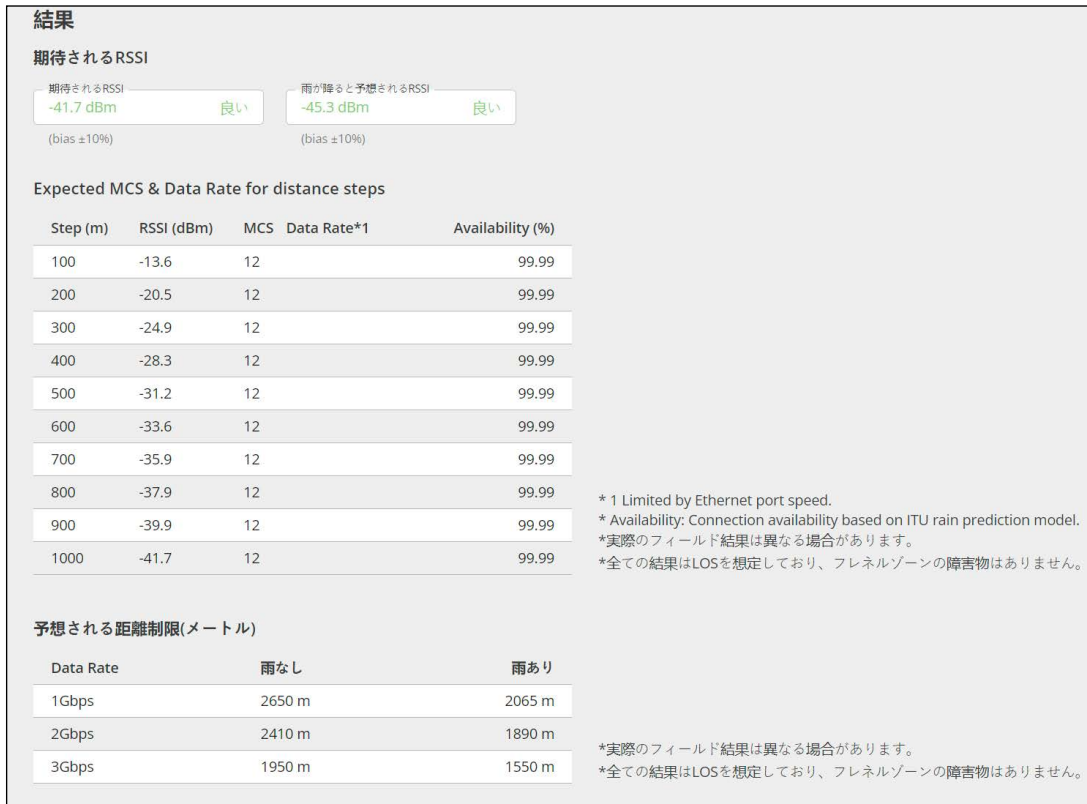 結果
期待されるRSSI
期待されるRSSI 雨が降ると予想されるRSSI
-41.7 dBm 良い -45.3 dBm 良い
(bias ±10%) (bias ±10%)
Expected MCS & Data Rate for distance steps
Step (m) RSSI (dBm) MCS Data Rate*1 Availability (%)
100 -13.6 12 99.99
200 -20.5 12 99.99
300 -24.9 12 99.99
400 -28.3 12 99.99
500 -31.2 12 99.99
600 -33.6 12 99.99
700 -35.9 12 99.99
800 -37.9 12 99.99
900 -39.9 12 99.99
1000 -41.7 12 99.99
* 1 Limited by Ethernet port speed.
* Availability: Connection availability based on ITU rain prediction model.
*実際のフィールド結果は異なる場合があります。
*全ての結果はLOSを想定しており、フレネルゾーンの障害物はありません。
予想される距離制限(メートル)
Data Rate 雨なし 雨あり
1Gbps 2650 m 2065 m
2Gbps 2410 m 1890 m
3Gbps 1950 m 1550 m
*実際のフィールド結果は異なる場合があります。
*全ての結果はLOSを想定しており、フレネルゾーンの障害物はありません。